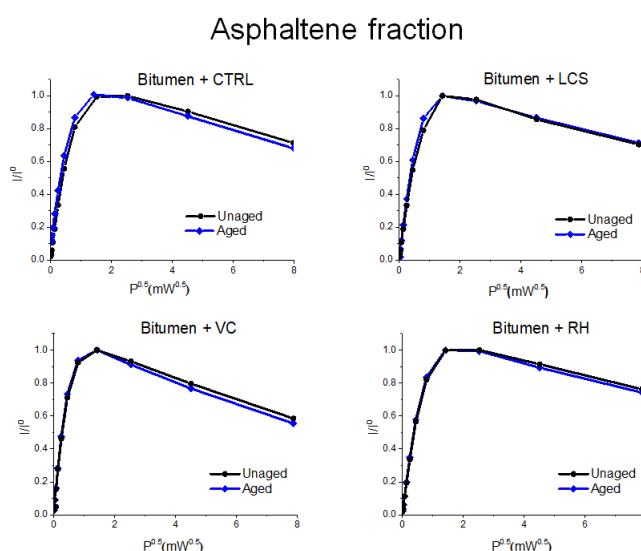 Asphaltene fraction
Bitumen + CTRL
1.0
0.8
0.6
0.4
0.2
0.0
I/I⁰
Unaged
Aged
0 2 4 6 8
P⁰·⁵(mW⁰·⁵)
Bitumen + LCS
1.0
0.8
0.6
0.4
0.2
0.0
I/I⁰
Unaged
Aged
0 2 4 6 8
P⁰·⁵(mW⁰·⁵)
Bitumen + VC
1.0
0.8
0.6
0.4
0.2
0.0
I/I⁰
Unaged
Aged
0 2 4 6 8
P⁰·⁵(mW⁰·⁵)
Bitumen + RH
1.0
0.8
0.6
0.4
0.2
0.0
I/I⁰
Unaged
Aged
0 2 4 6 8
P⁰·⁵(mW⁰·⁵)